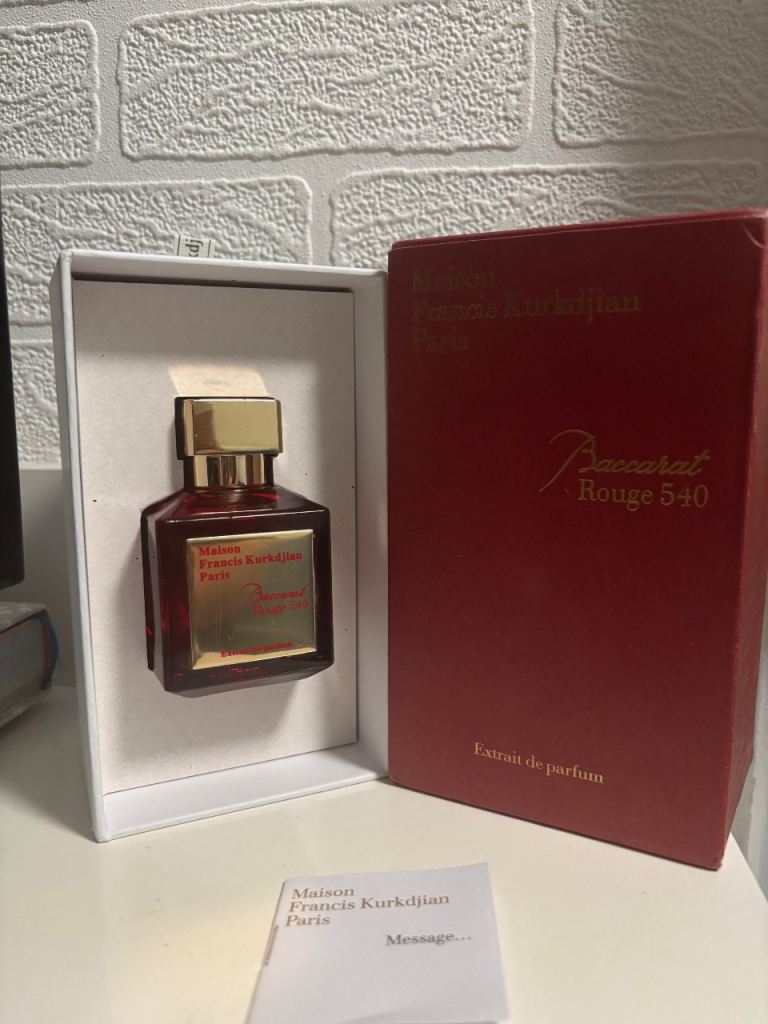 kdj
Maison
Francis Kurkdjian
Paris
Baccarat
Rouge 540
Extrait de parfum
Maison
Francis Kurkdjian
Paris
Baccarat
Rouge 540
Extrait de parfum
Maison
Francis Kurkdjian
Paris
Message...